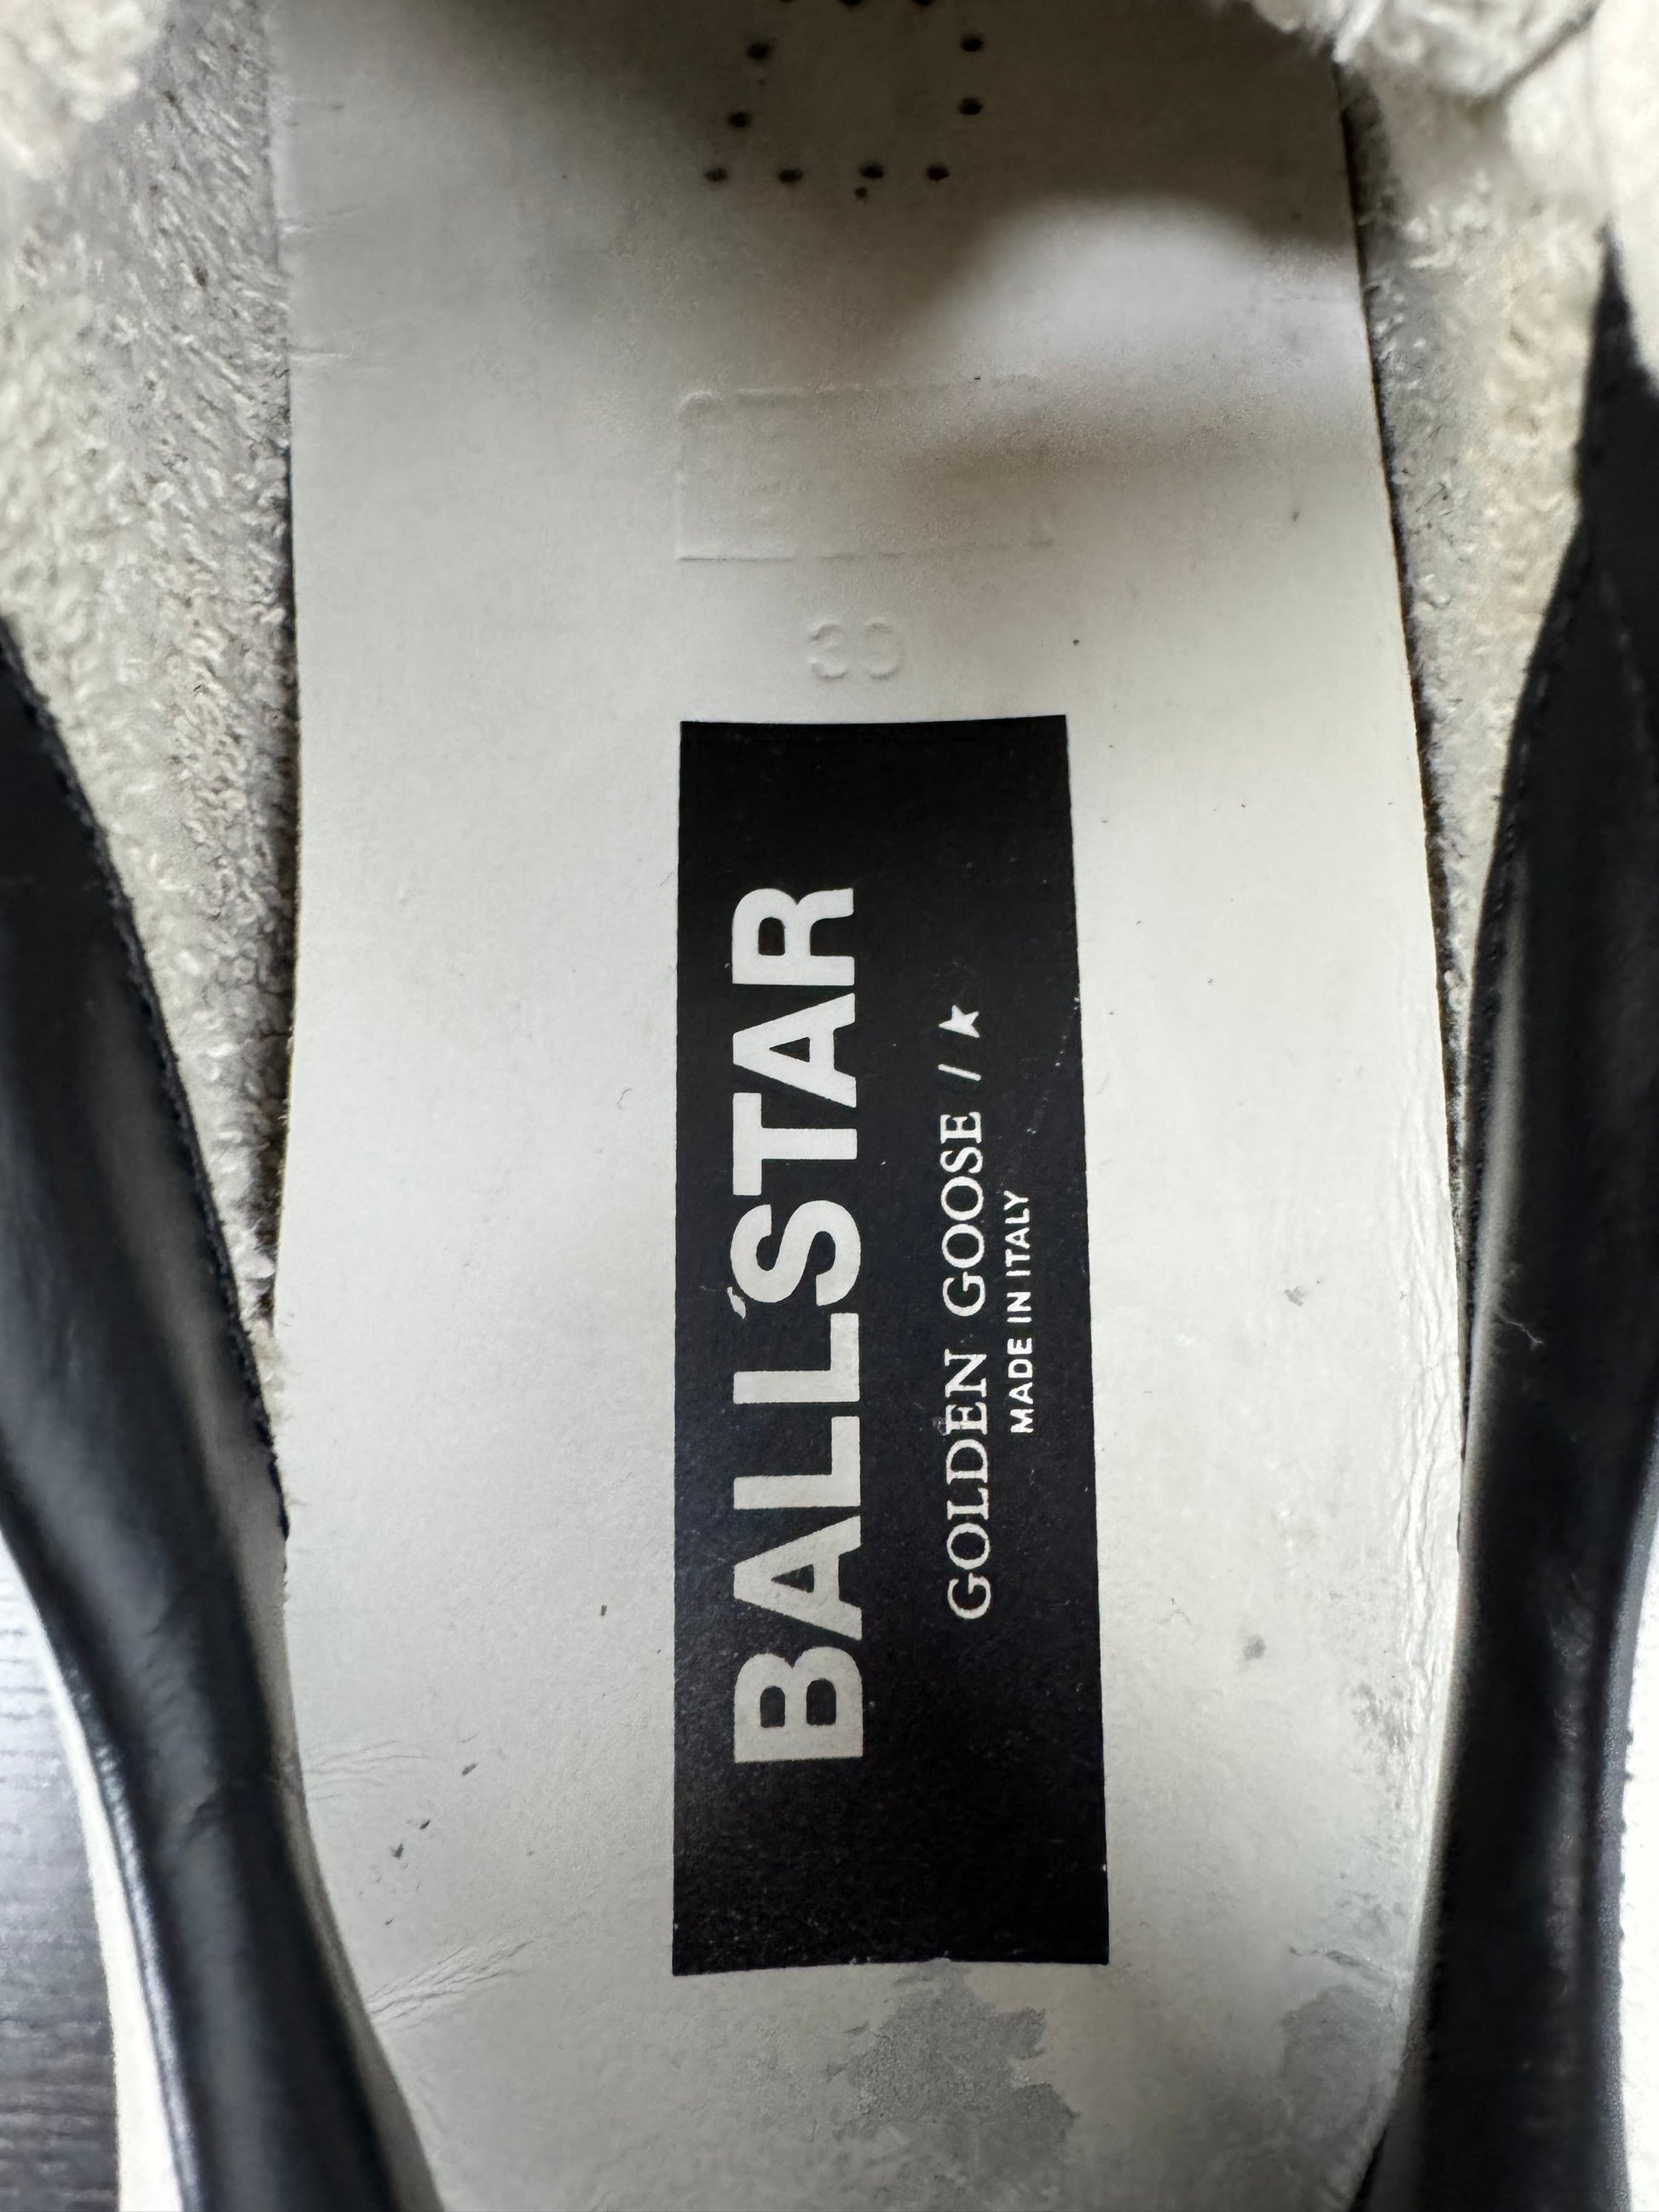 BALLSTAR
GOLDEN GOOSE / ★
MADE IN ITALY